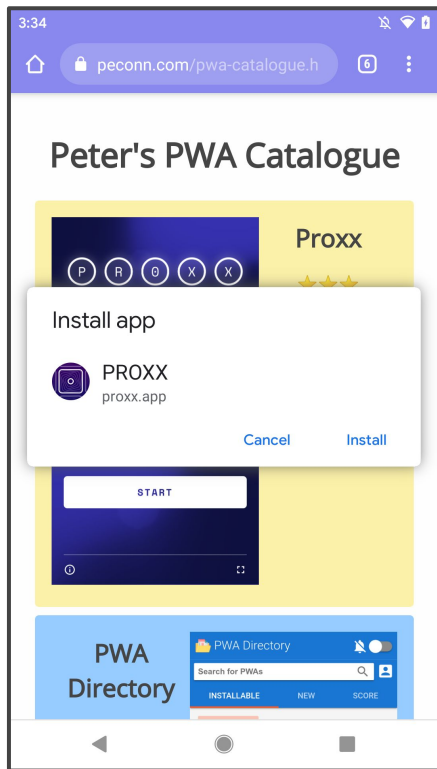 3:34
peconn.com/pwa-catalogue.h
6
Peter's PWA Catalogue
PROXX
Proxx
Install app
PROXX
proxx.app
Cancel
Install
START
PWA
Directory
PWA Directory
Search for PWAs
INSTALLABLE
NEW
SCORE